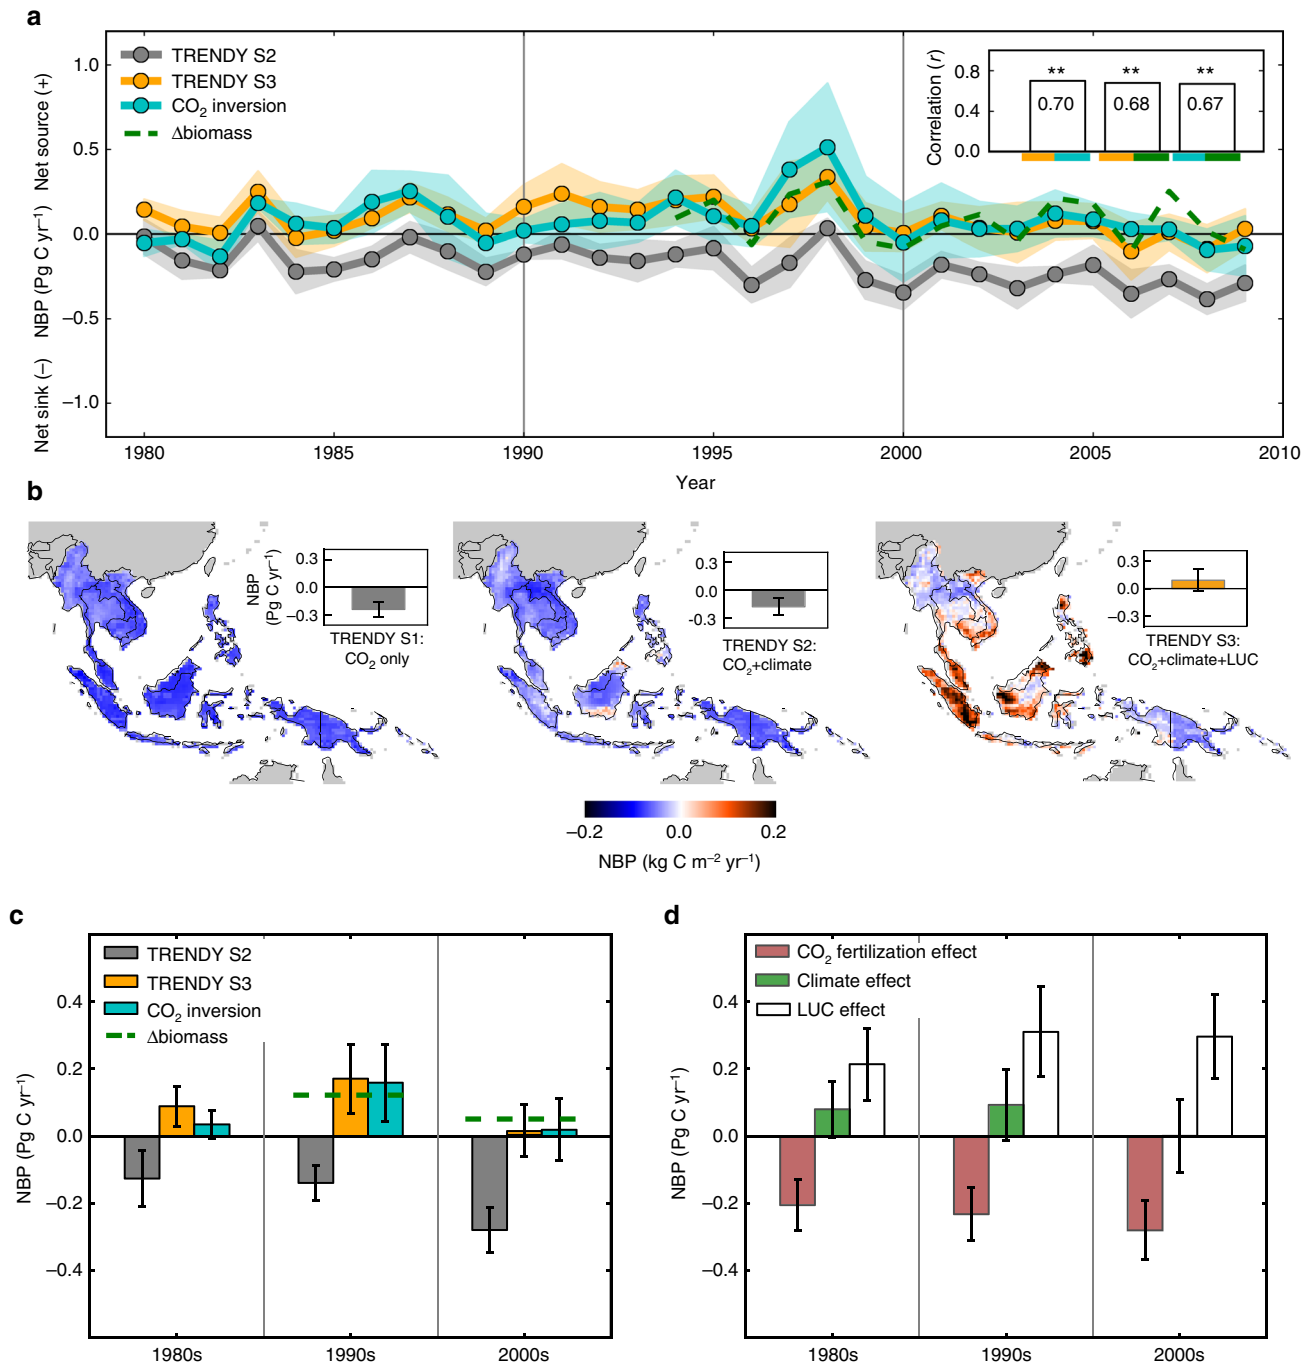 a
TRENDY S2
TRENDY S3
CO₂ inversion
Δbiomass
Net sink (–) NBP (Pg C yr⁻¹) Net source (+)
1.0
0.5
0.0
–0.5
–1.0
Correlation (r)
0.8
0.4
0.0
** ** **
0.70 0.68 0.67
1980 1985 1990 1995 2000 2005 2010
Year
b
NBP
(Pg C yr⁻¹)
0.3
0.0
–0.3
TRENDY S1:
CO₂ only
0.3
0.0
-0.3
TRENDY S2:
CO₂+climate
0.3
0.0
–0.3
TRENDY S3:
CO₂+climate+LUC
–0.2 0.0 0.2
NBP (kg C m⁻² yr⁻¹)
c
TRENDY S2
TRENDY S3
CO₂ inversion
Δbiomass
NBP (Pg C yr⁻¹)
0.4
0.2
0.0
–0.2
–0.4
1980s 1990s 2000s
d
CO₂ fertilization effect
Climate effect
LUC effect
NBP (Pg C yr⁻¹)
0.4
0.2
0.0
–0.2
–0.4
1980s 1990s 2000s